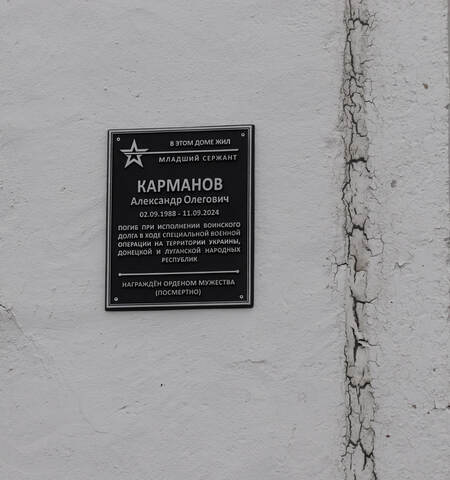 В ЭТОМ ДОМЕ ЖИЛ
МЛАДШИЙ СЕРЖАНТ
КАРМАНОВ
Александр Олегович
02.09.1988 - 11.09.2024
ПОГИБ ПРИ ИСПОЛНЕНИИ ВОИНСКОГО
ДОЛГА В ХОДЕ СПЕЦИАЛЬНОЙ ВОЕННОЙ
ОПЕРАЦИИ НА ТЕРРИТОРИИ УКРАИНЫ,
ДОНЕЦКОЙ И ЛУГАНСКОЙ НАРОДНЫХ
РЕСПУБЛИК
НАГРАЖДЁН ОРДЕНОМ МУЖЕСТВА
(ПОСМЕРТНО)